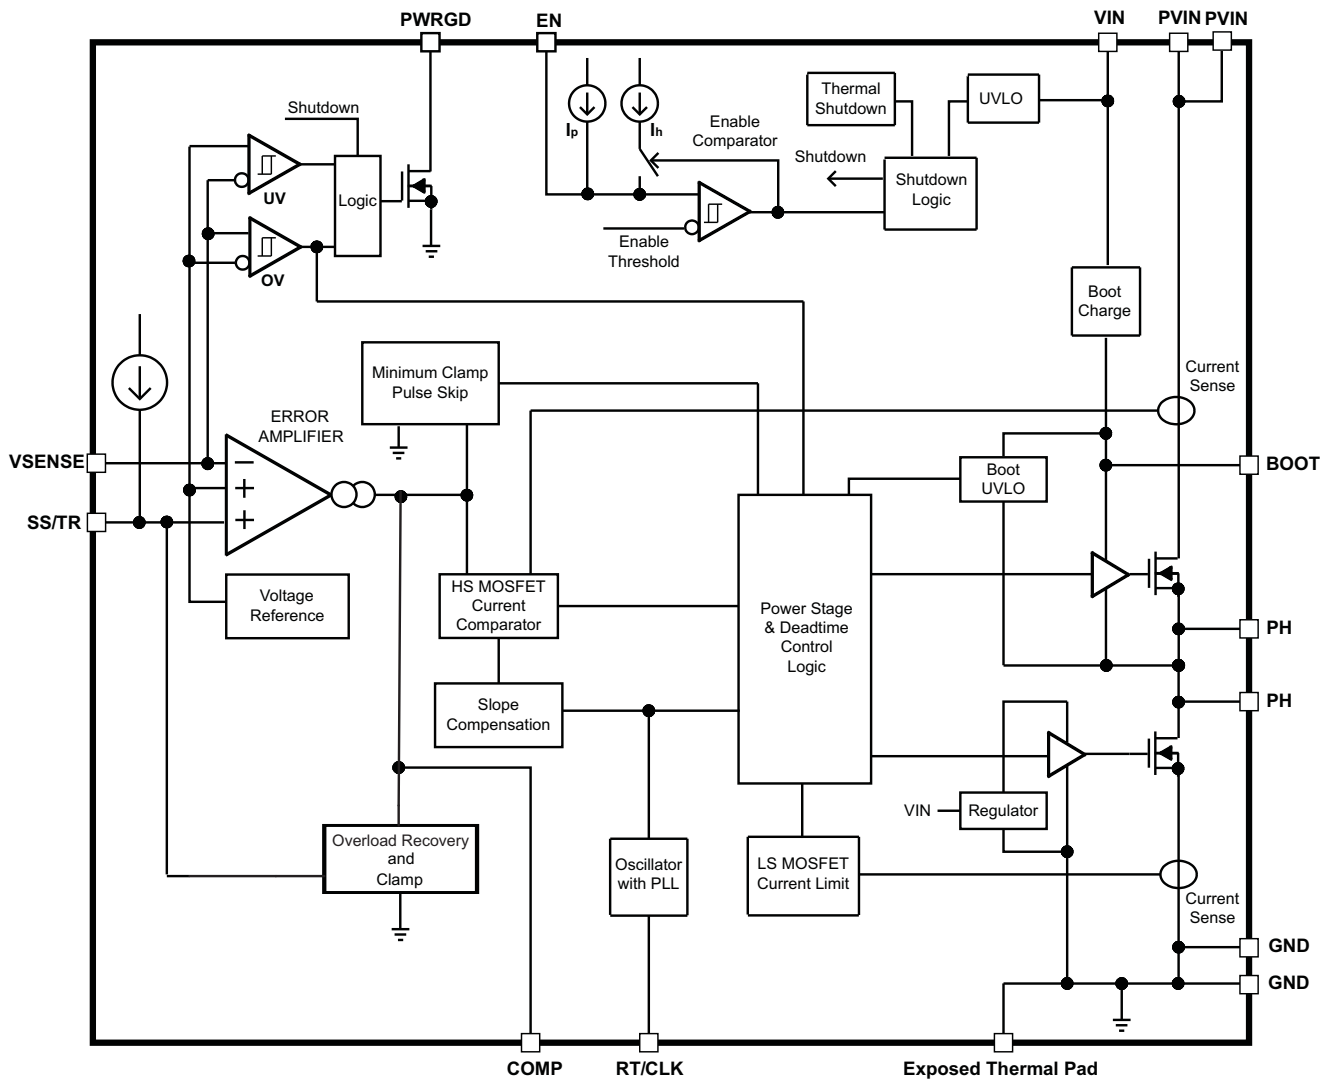 PWRGD
EN
VIN
PVIN
PVIN
Shutdown
UV
Logic
OV
Ip
Ih
Enable
Comparator
Enable
Threshold
Thermal
Shutdown
UVLO
Shutdown
Shutdown
Logic
Boot
Charge
Current
Sense
Minimum Clamp
Pulse Skip
ERROR
AMPLIFIER
VSENSE
SS/TR
−
+
+
Voltage
Reference
HS MOSFET
Current
Comparator
Slope
Compensation
Boot
UVLO
BOOT
Power Stage
& Deadtime
Control
Logic
PH
PH
VIN
Regulator
Overload Recovery
and
Clamp
Oscillator
with PLL
LS MOSFET
Current Limit
Current
Sense
GND
GND
COMP
RT/CLK
Exposed Thermal Pad